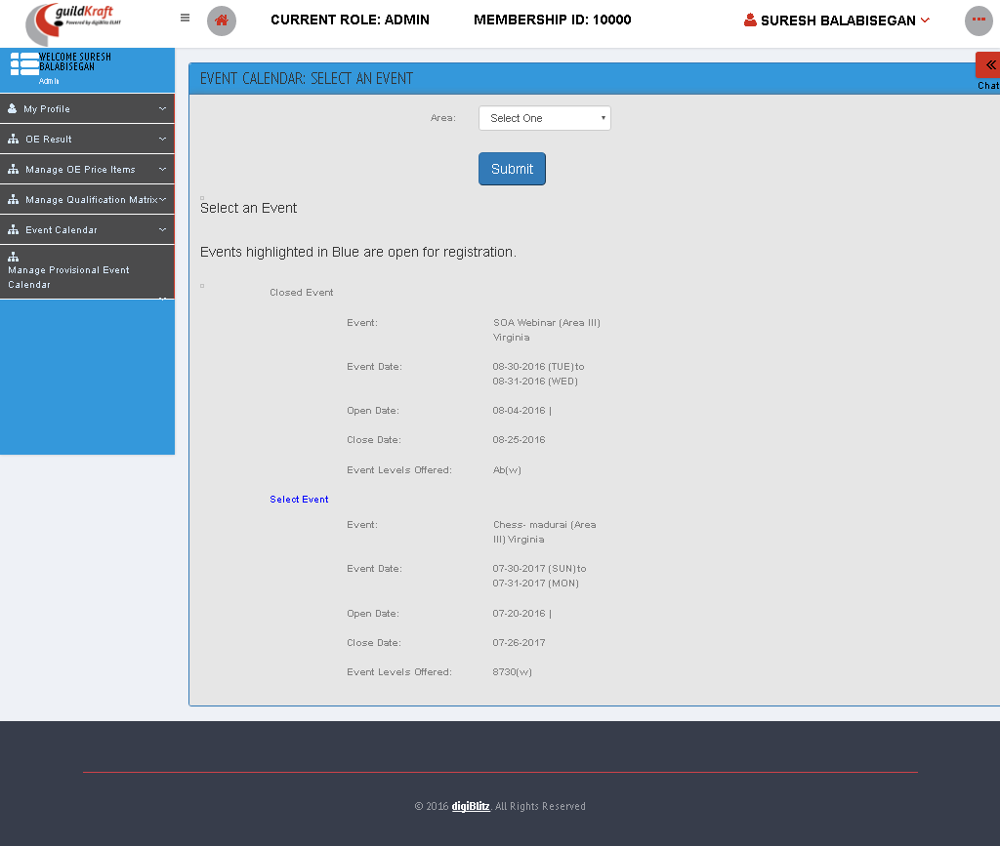 guildKraft
Powered by digiBlitz ELMT
CURRENT ROLE: ADMIN
MEMBERSHIP ID: 10000
SURESH BALABISEGAN
WELCOME SURESH
BALABISEGAN
Admin
My Profile
OE Result
Manage OE Price Items
Manage Qualification Matrix
Event Calendar
Manage Provisional Event
Calendar
EVENT CALENDAR: SELECT AN EVENT
Chat
Area: Select One
Submit
Select an Event
Events highlighted in Blue are open for registration.
Closed Event
Event: SOA Webinar (Area III)
Virginia
Event Date: 08-30-2016 (TUE)to
08-31-2016 (WED)
Open Date: 08-04-2016 |
Close Date: 08-25-2016
Event Levels Offered: Ab(w)
Select Event
Event: Chess- madurai (Area
III) Virginia
Event Date: 07-30-2017 (SUN)to
07-31-2017 (MON)
Open Date: 07-20-2016 |
Close Date: 07-26-2017
Event Levels Offered: 8730(w)
© 2016 digiBlitz. All Rights Reserved